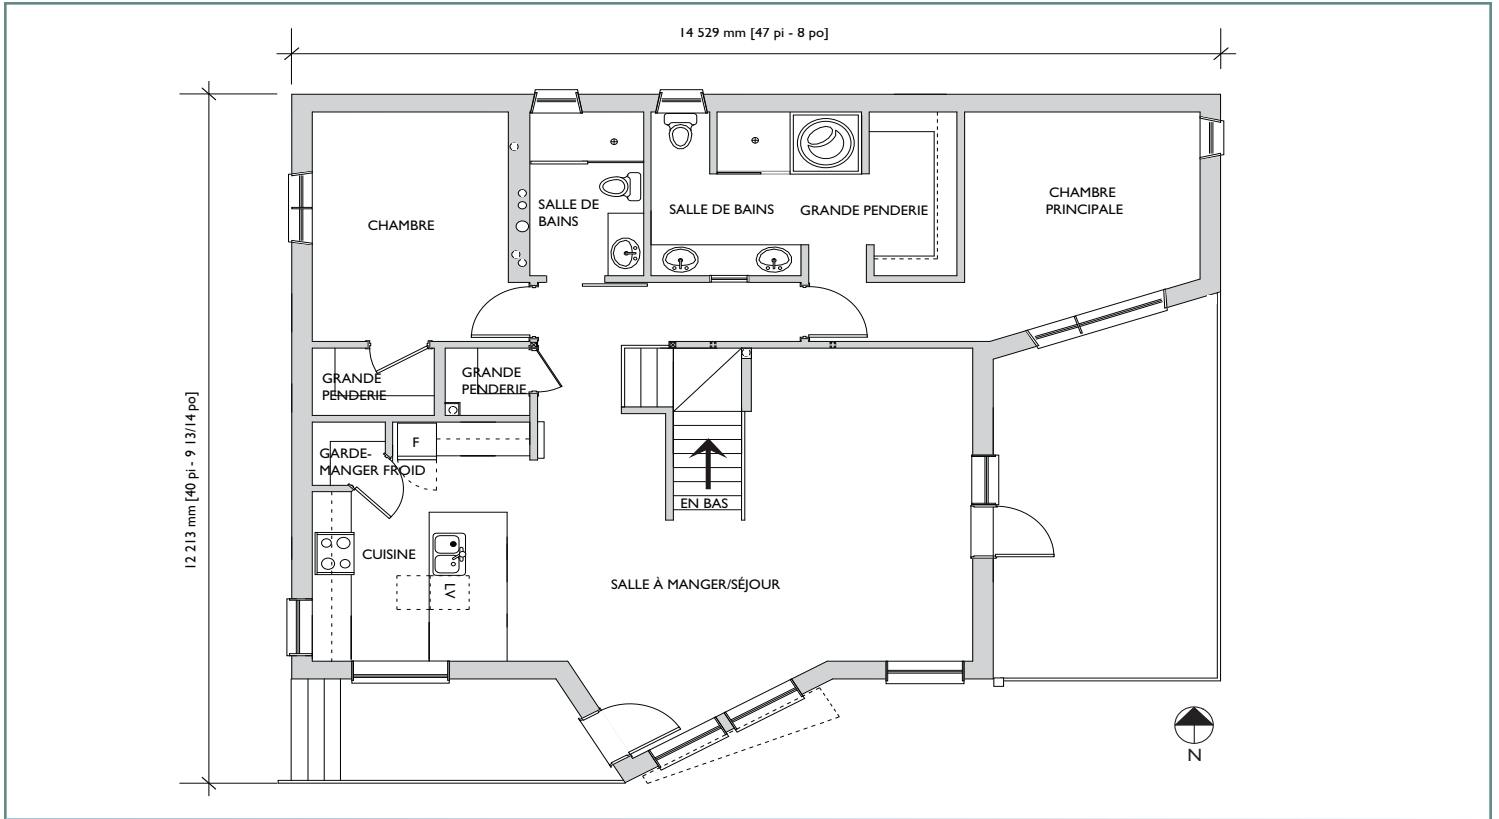 14 529 mm [47 pi - 8 po]
12 213 mm [40 pi - 9 13/14 po]
CHAMBRE
SALLE DE
BAINS
SALLE DE BAINS
GRANDE PENDERIE
CHAMBRE
PRINCIPALE
GRANDE
PENDERIE
GRANDE
PENDERIE
F
GARDE-
MANGER FROID
EN BAS
CUISINE
LV
SALLE À MANGER/SÉJOUR
N